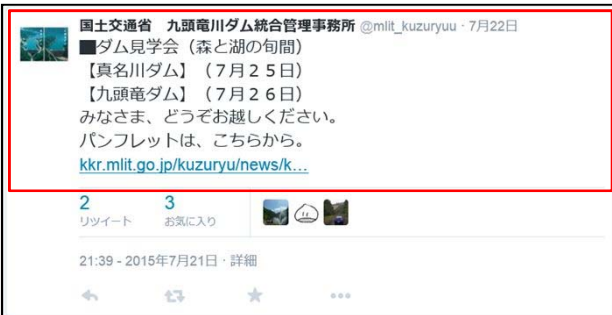 国土交通省 九頭竜川ダム統合管理事務所 @mlit_kuzuryuu · 7月22日
■ダム見学会（森と湖の旬間）
【真名川ダム】（７月２５日）
【九頭竜ダム】（７月２６日）
みなさま、どうぞお越しください。
パンフレットは、こちらから。
kkr.mlit.go.jp/kuzuryu/news/k...
2 3
リツイート お気に入り
21:39 - 2015年7月21日 · 詳細